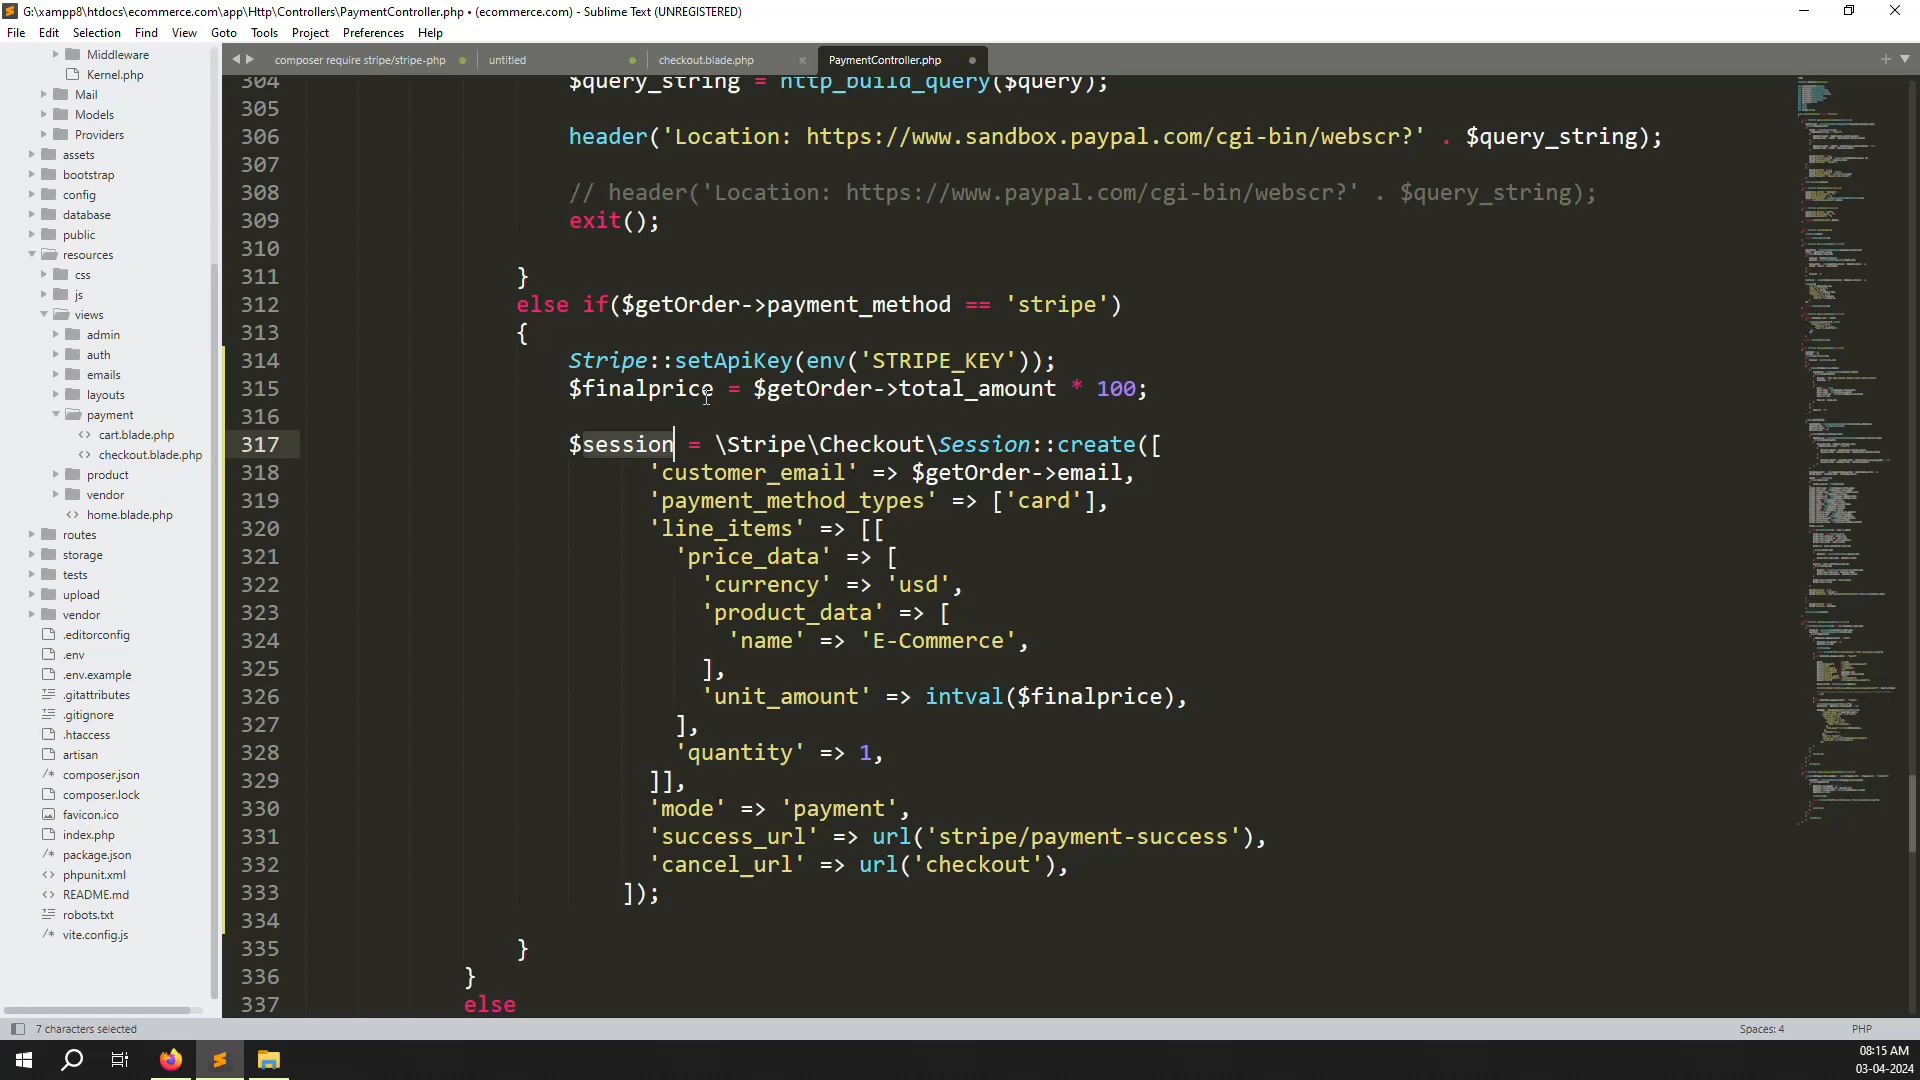 G:\xampp8\htdocs\ecommerce.com\app\Http\Controllers\PaymentController.php • (ecommerce.com) - Sublime Text (UNREGISTERED)
File Edit Selection Find View Goto Tools Project Preferences Help
composer require stripe/stripe-php untitled checkout.blade.php PaymentController.php
Middleware
Kernel.php
Mail
Models
Providers
assets
bootstrap
config
database
public
resources
css
js
views
admin
auth
emails
layouts
payment
cart.blade.php
checkout.blade.php
product
vendor
home.blade.php
routes
storage
tests
upload
vendor
.editorconfig
.env
.env.example
.gitattributes
.gitignore
.htaccess
artisan
composer.json
composer.lock
favicon.ico
index.php
package.json
phpunit.xml
README.md
robots.txt
vite.config.js
304 $query_string = http_build_query($query);
305
306 header('Location: https://www.sandbox.paypal.com/cgi-bin/webscr?' . $query_string);
307
308 // header('Location: https://www.paypal.com/cgi-bin/webscr?' . $query_string);
309 exit();
310
311 }
312 else if($getOrder->payment_method == 'stripe')
313 {
314 Stripe::setApiKey(env('STRIPE_KEY'));
315 $finalprice = $getOrder->total_amount * 100;
316
317 $session = \Stripe\Checkout\Session::create([
318 'customer_email' => $getOrder->email,
319 'payment_method_types' => ['card'],
320 'line_items' => [[
321 'price_data' => [
322 'currency' => 'usd',
323 'product_data' => [
324 'name' => 'E-Commerce',
325 ],
326 'unit_amount' => intval($finalprice),
327 ],
328 'quantity' => 1,
329 ]],
330 'mode' => 'payment',
331 'success_url' => url('stripe/payment-success'),
332 'cancel_url' => url('checkout'),
333 ]);
334
335 }
336 }
337 else
7 characters selected Spaces: 4 PHP
08:15 AM
03-04-2024